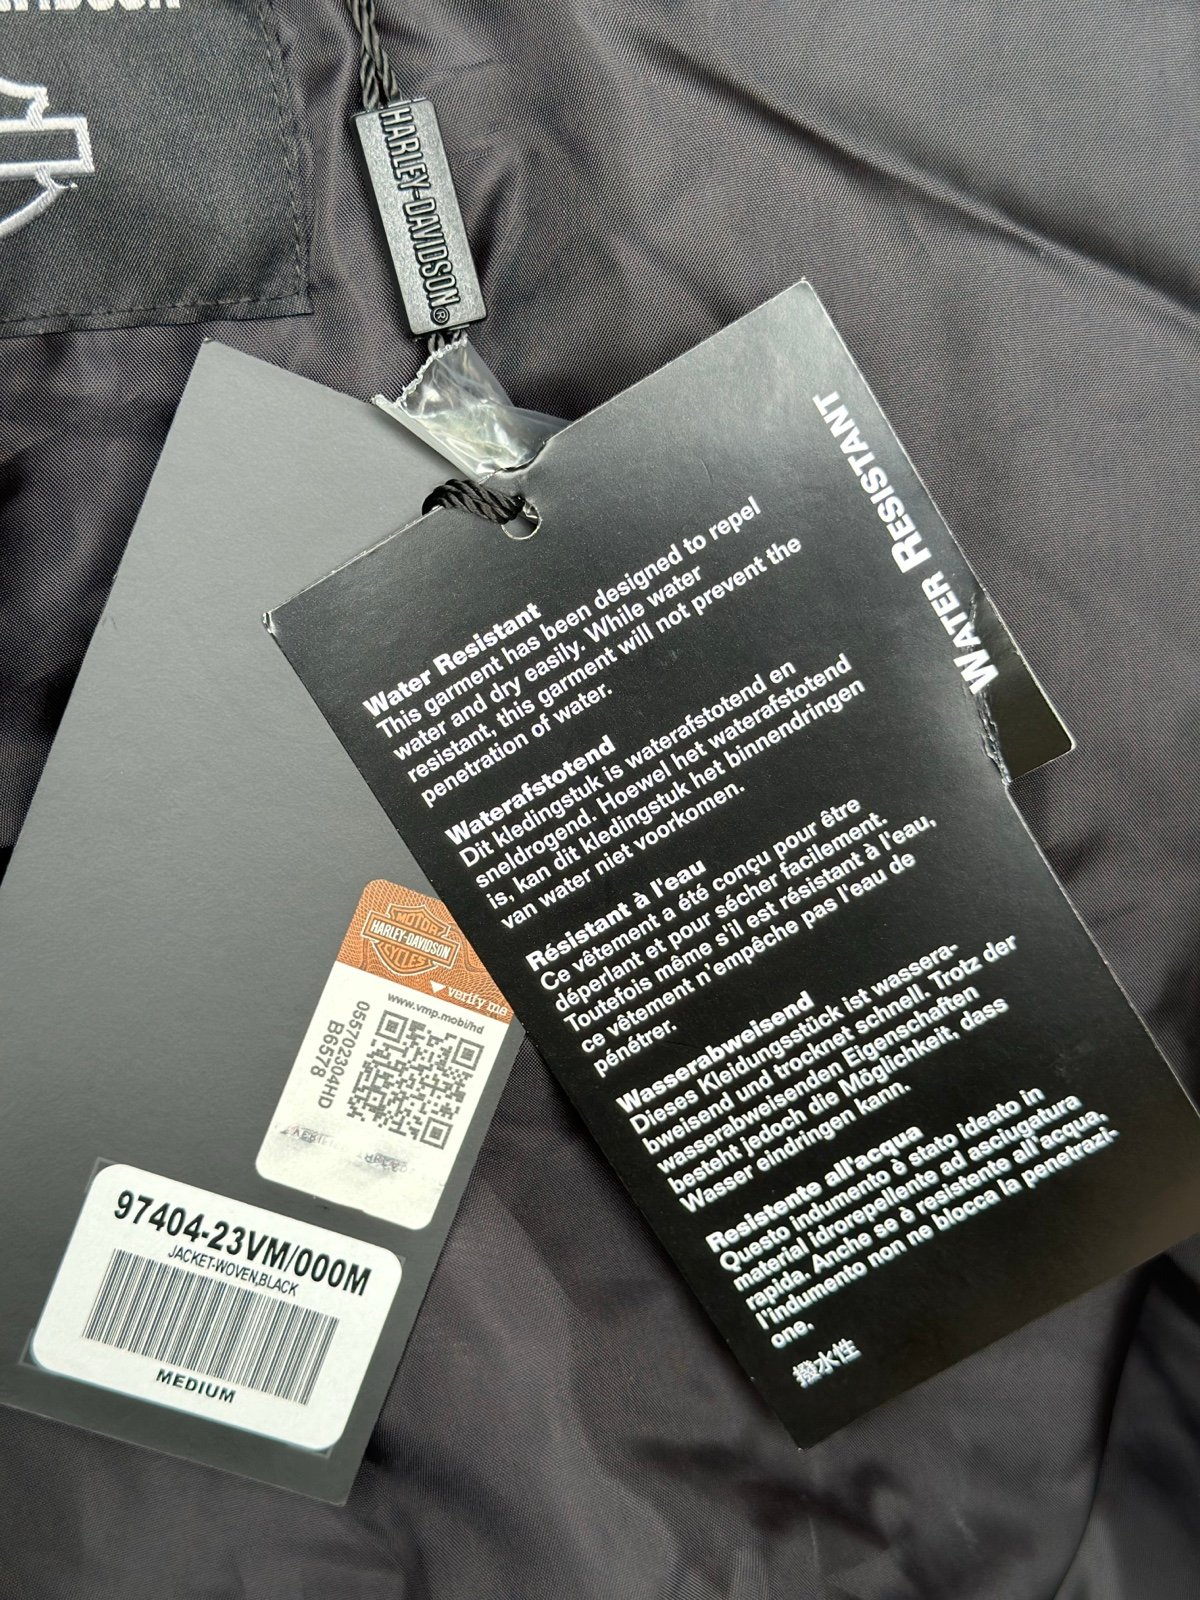 HARLEY-DAVIDSON®
WATER RESISTANT
Water Resistant
This garment has been designed to repel
water and dry easily. While water
resistant, this garment will not prevent the
penetration of water.
Waterafstotend
Dit kledingstuk is waterafstotend en
sneldrogend. Hoewel het waterafstotend
is, kan dit kledingstuk het binnendringen
van water niet voorkomen.
Résistant à l'eau
Ce vêtement a été conçu pour être
déperlant et pour sécher facilement.
Toutefois même s'il est résistant à l'eau,
ce vêtement n'empêche pas l'eau de
pénétrer.
Wasserabweisend
Dieses Kleidungsstück ist wassera-
bweisend und trocknet schnell. Trotz der
wasserabweisenden Eigenschaften
besteht jedoch die Möglichkeit, dass
Wasser eindringen kann.
Resistente all'acqua
Questo indumento è stato ideato in
material idrorepellente ad asciugatura
rapida. Anche se è resistente all'acqua,
l'indumento non ne blocca la penetrazi-
one.
撥水性
MOTOR
HARLEY-DAVIDSON
CYCLES
verify me
www.vmp.mobi/hd
055702304HD
B6578
97404-23VM/000M
JACKET-WOVEN,BLACK
MEDIUM